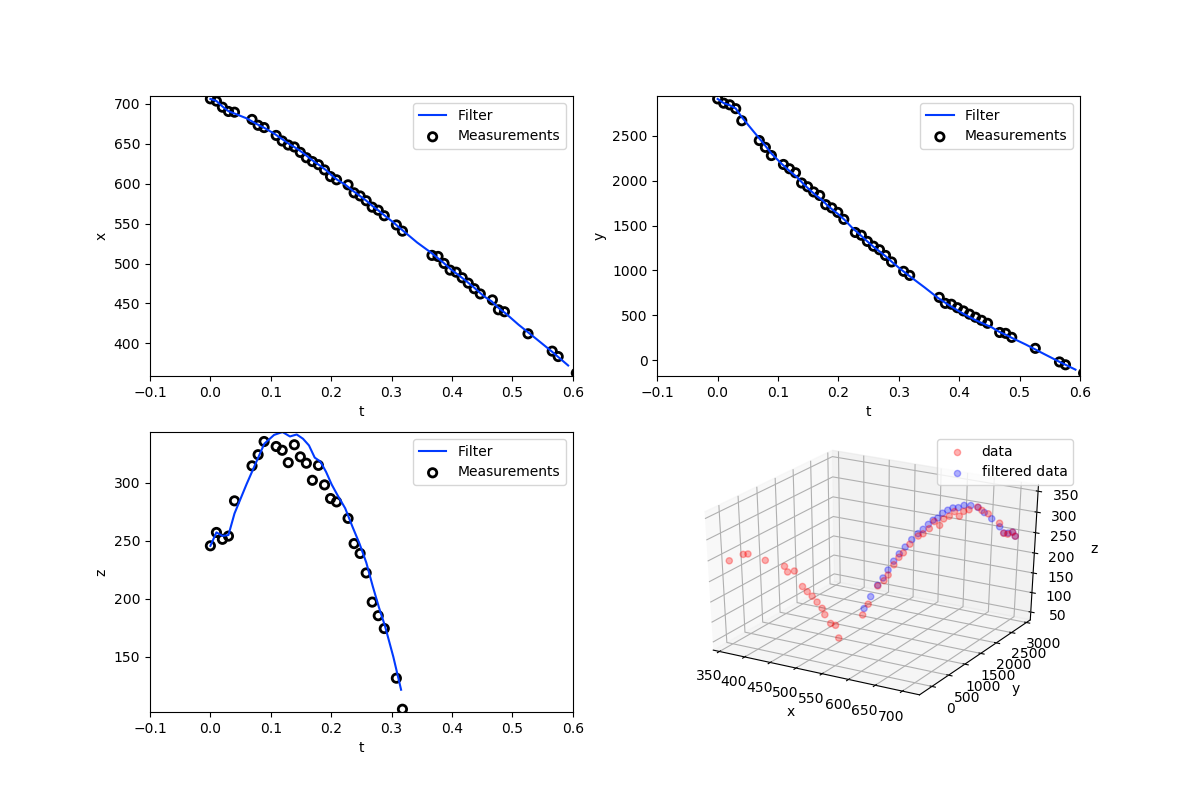 700
650
600
550
500
450
400
x
−0.1 0.0 0.1 0.2 0.3 0.4 0.5 0.6
t
Filter
Measurements
2500
2000
1500
1000
500
0
y
−0.1 0.0 0.1 0.2 0.3 0.4 0.5 0.6
t
Filter
Measurements
300
250
200
150
z
−0.1 0.0 0.1 0.2 0.3 0.4 0.5 0.6
t
Filter
Measurements
data
filtered data
350
300
250
200
150
100
50
z
350 400 450 500 550 600 650 700
x
0 500 1000 1500 2000 2500 3000
y